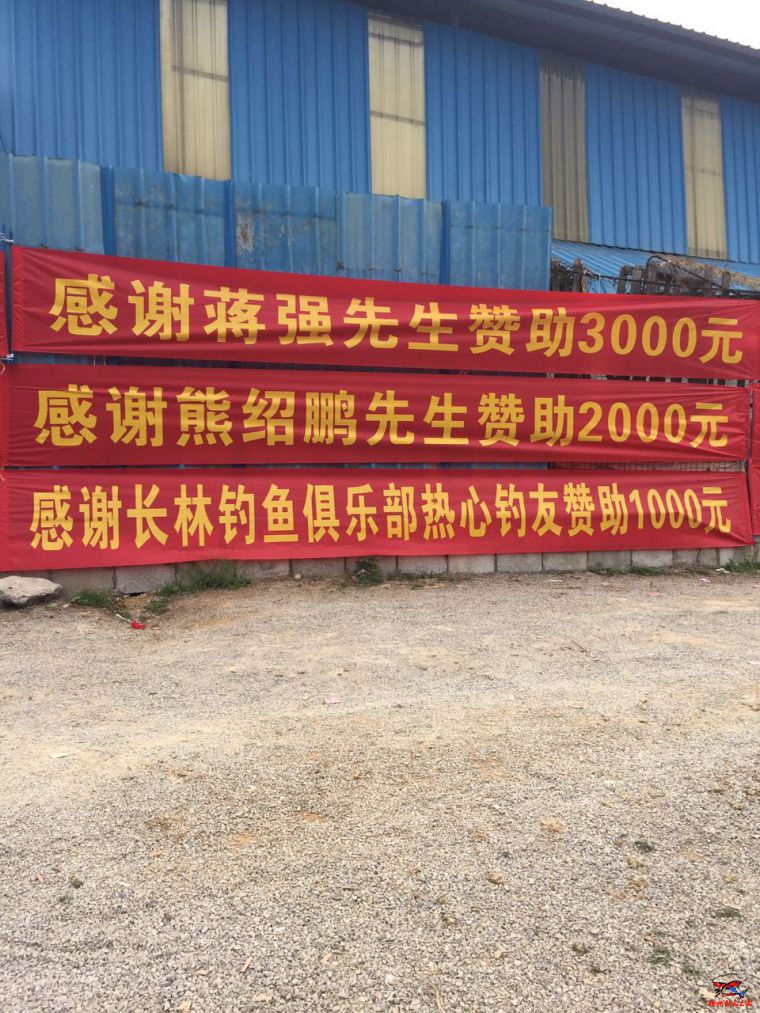 感谢蒋强先生赞助3000元
感谢熊绍鹏先生赞助2000元
感谢长林钓鱼俱乐部热心钓友赞助1000元